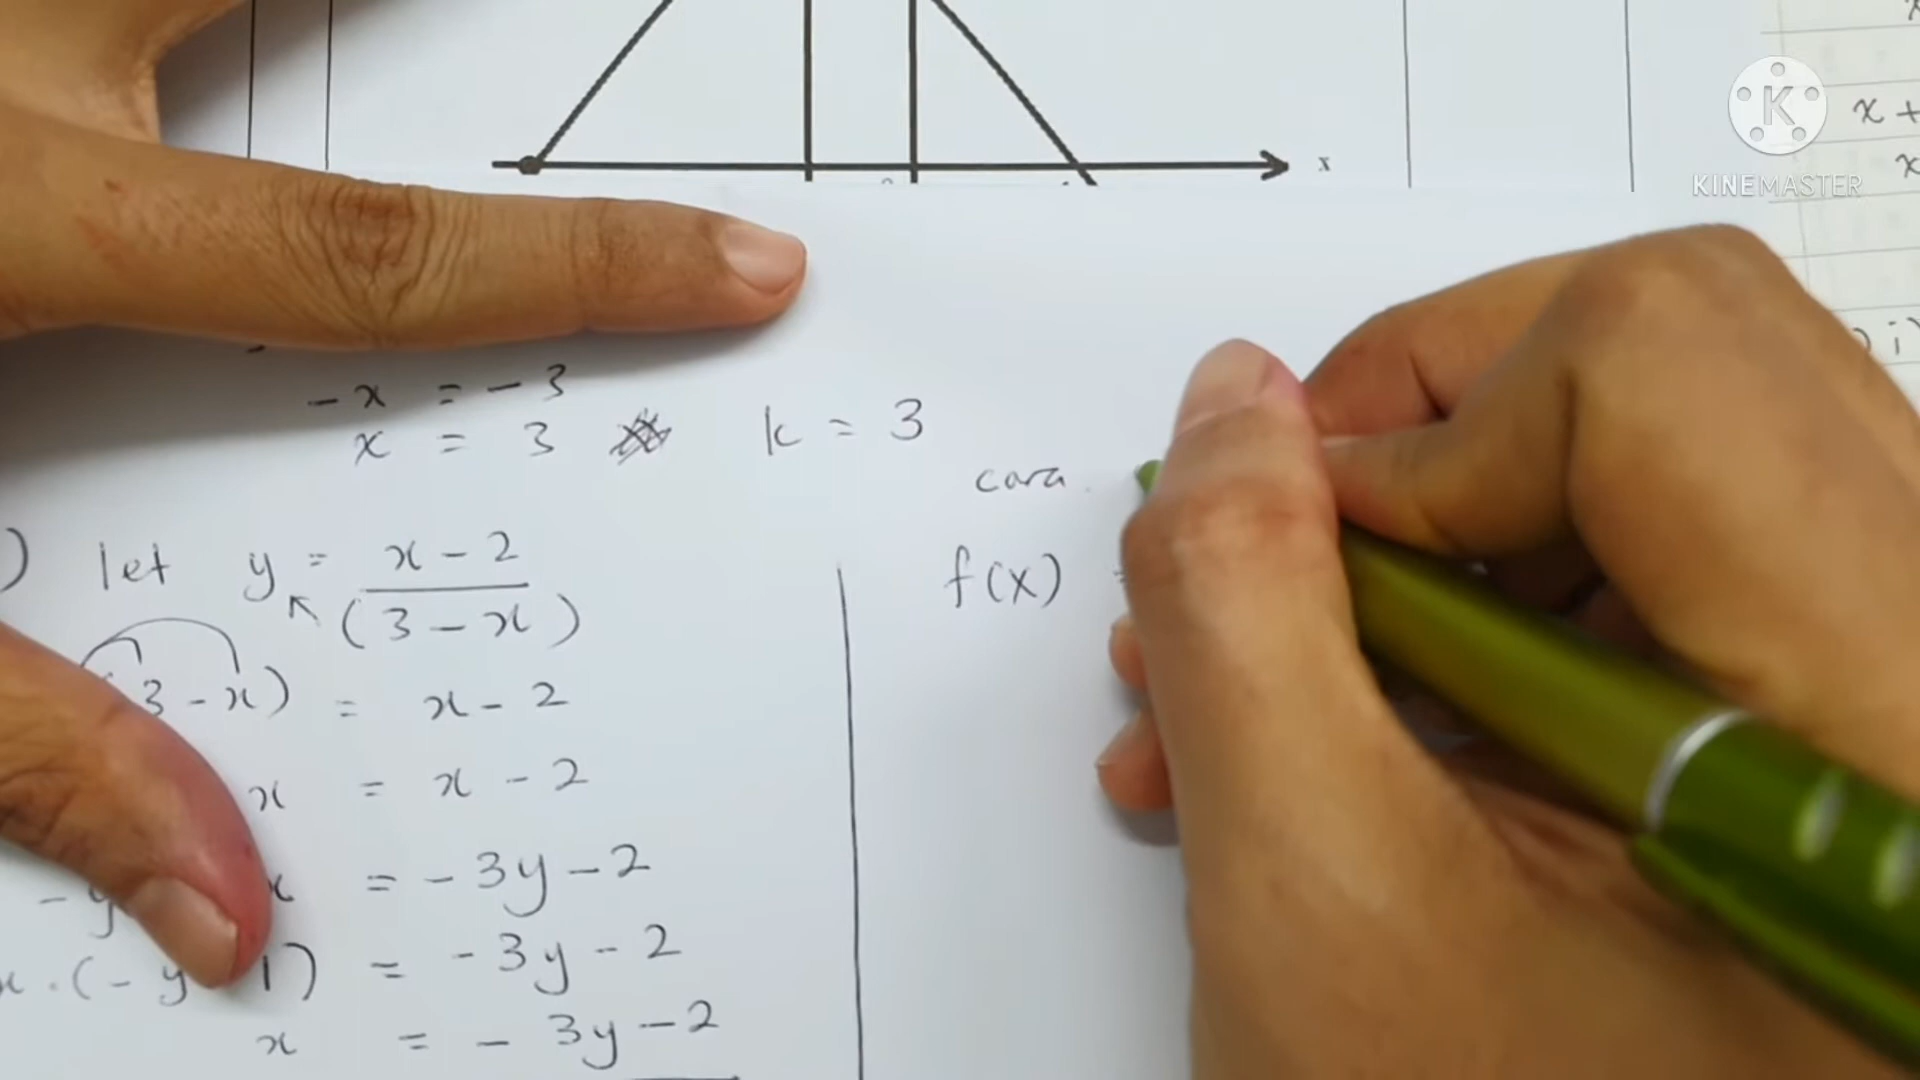 x
x +
x
K
KINEMASTER
i)
-x = -3
x = 3 k = 3
cara
) let y = x - 2
(3 - x)
f(x) =
3 - x) = x - 2
x = x - 2
-y x = -3y - 2
x.(-y 1) = -3y - 2
x = -3y - 2